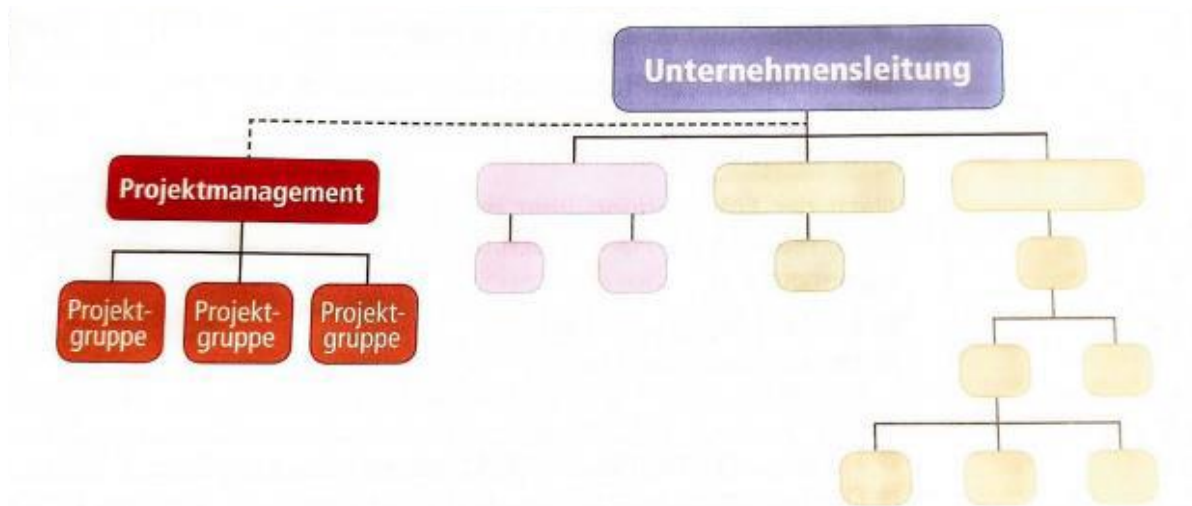 Unternehmensleitung
Projektmanagement
Projekt-
gruppe
Projekt-
gruppe
Projekt-
gruppe